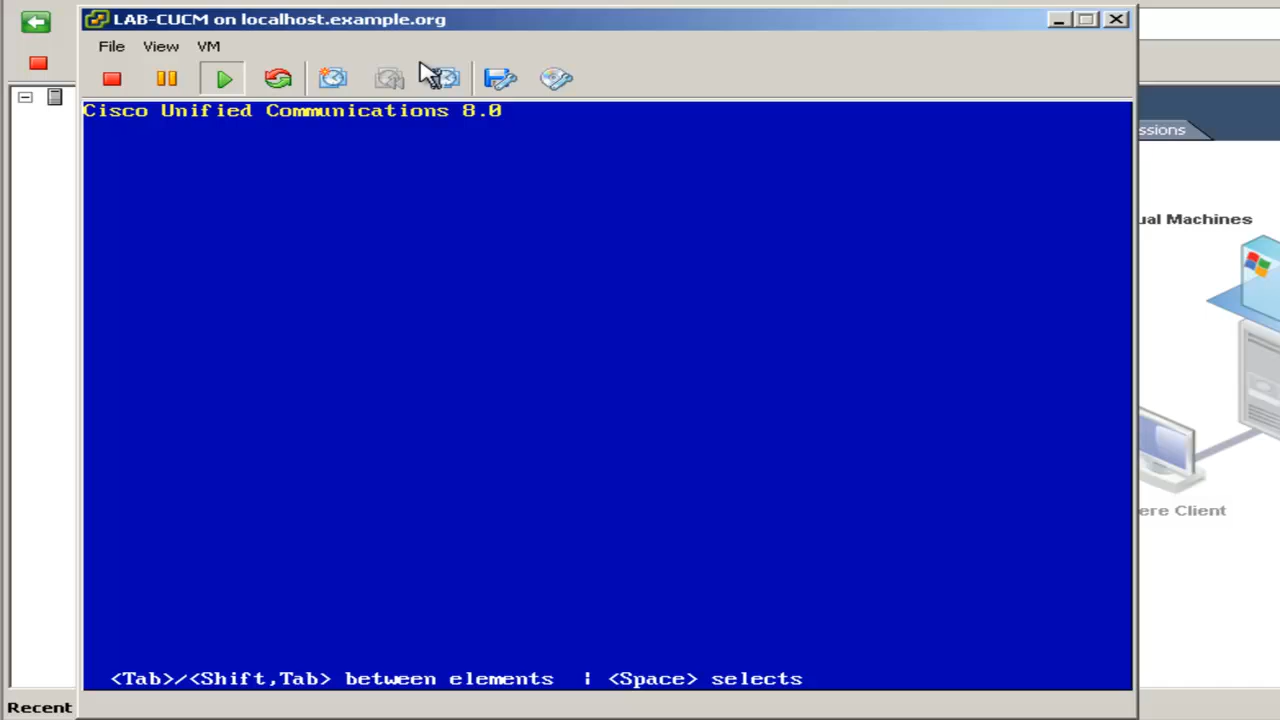 LAB-CUCM on localhost.example.org
File View VM
Cisco Unified Communications 8.0
ssions
ual Machines
ere Client
<Tab>/<Shift,Tab> between elements | <Space> selects
Recent